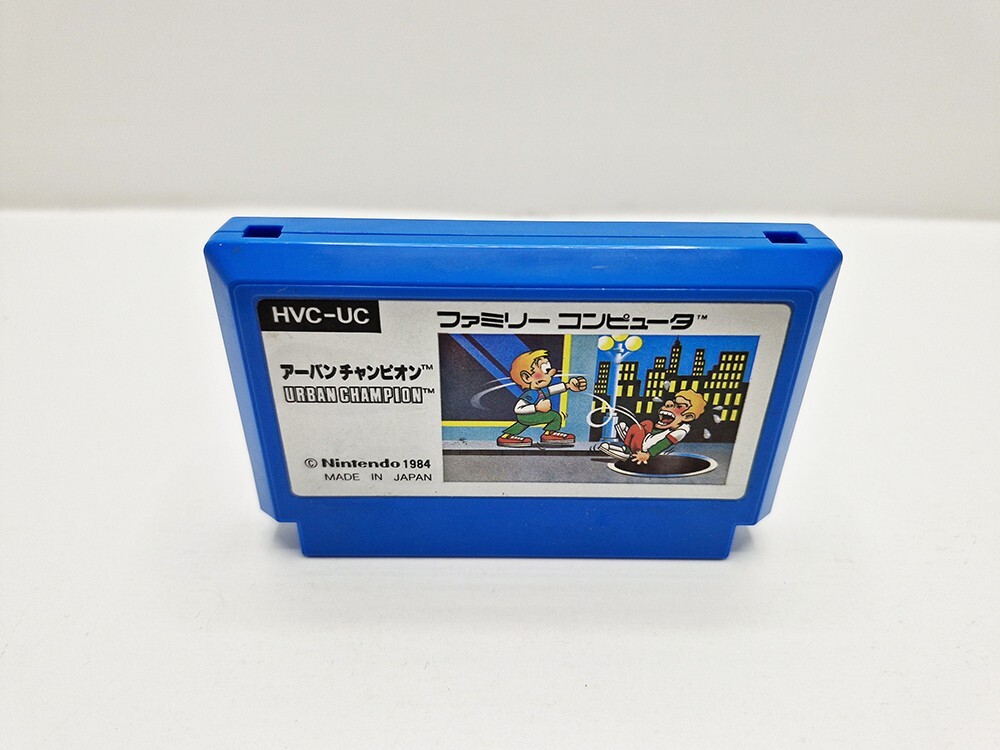 HVC-UC
ファミリー コンピュータ™
アーバンチャンピオン™
URBAN CHAMPION™
© Nintendo 1984
MADE IN JAPAN